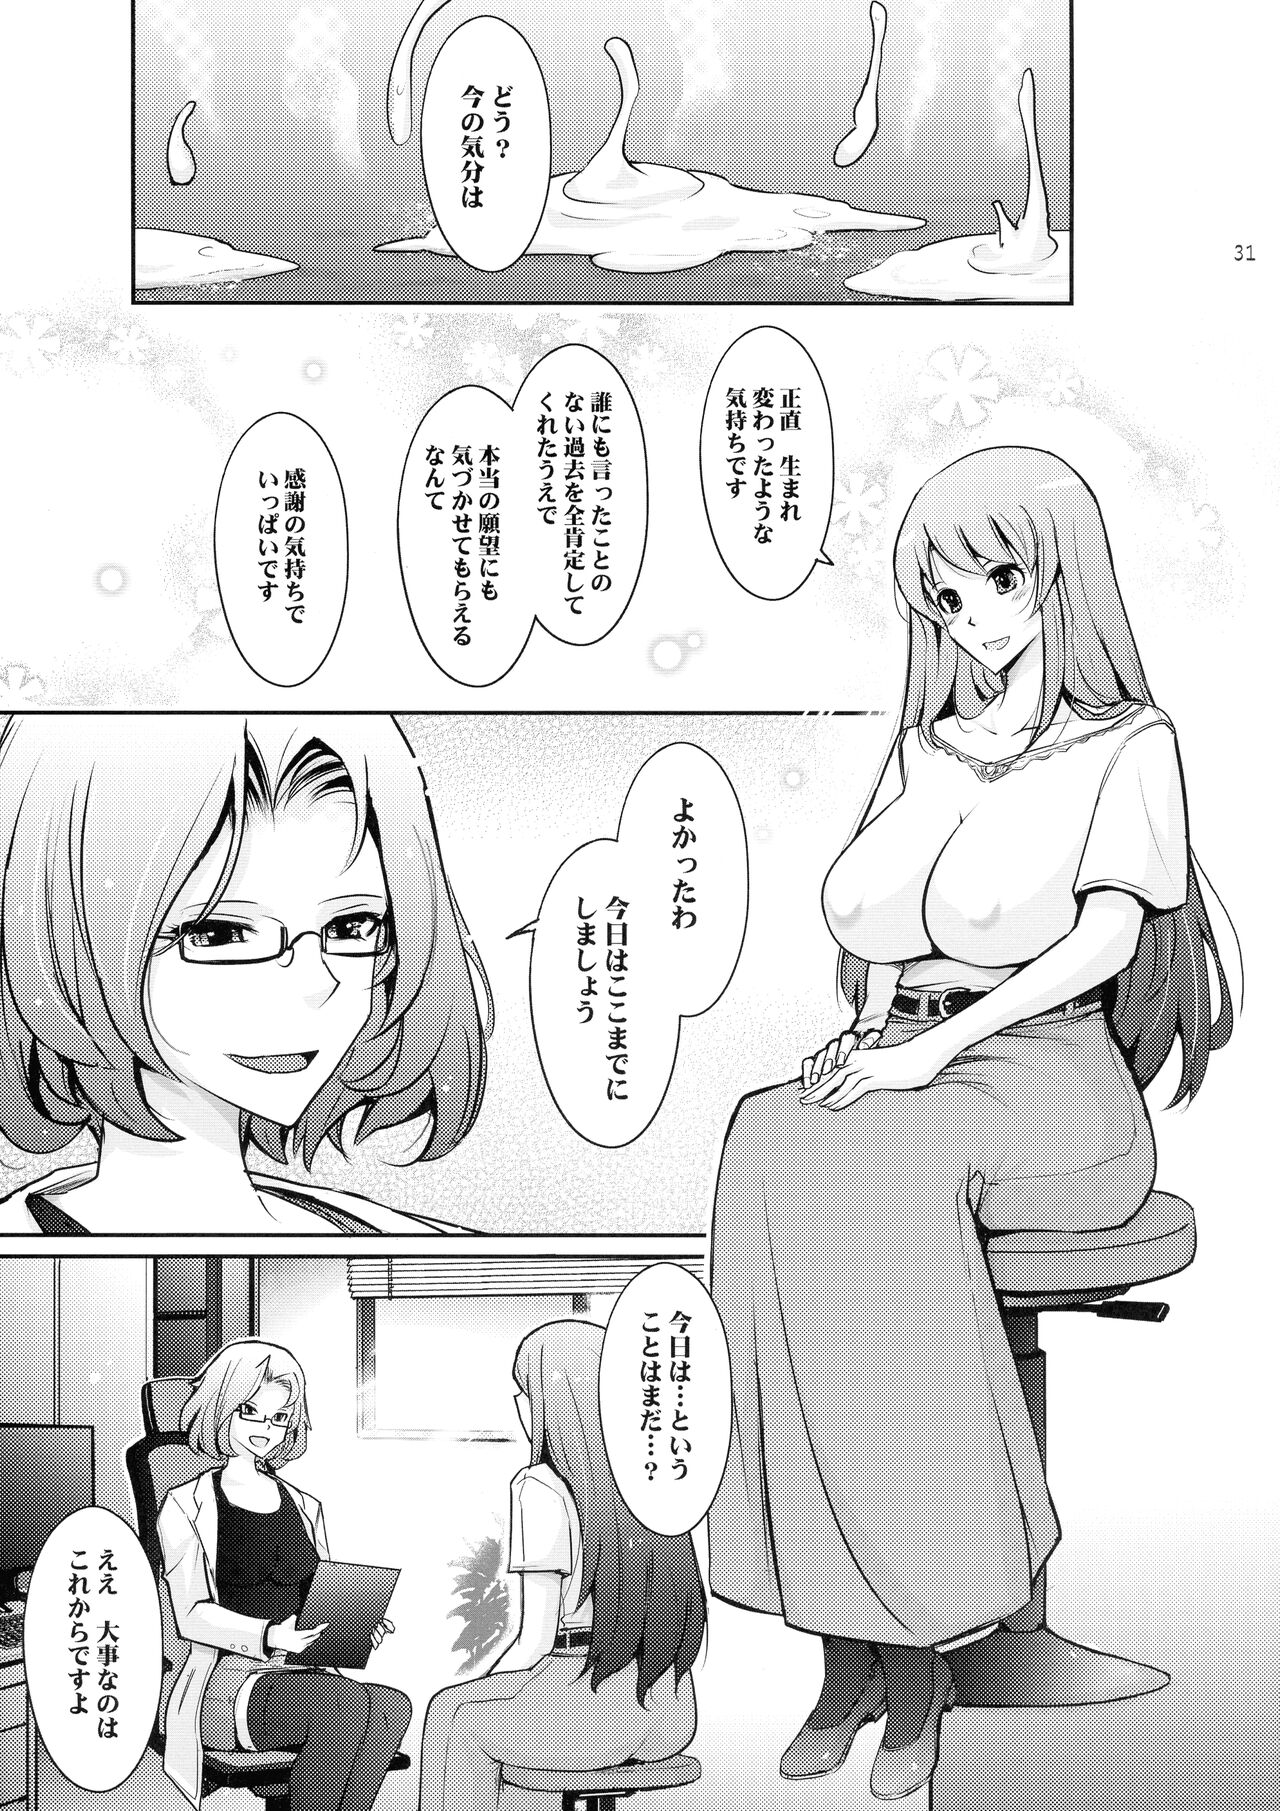 どう？
今の気分は
31
正直　生まれ
変わったような
気持ちです
誰にも言ったことの
ない過去を全肯定して
くれたうえで
本当の願望にも
気づかせてもらえる
なんて
感謝の気持ちで
いっぱいです
よかったわ
今日はここまでに
しましょう
今日は…という
ことはまだ…？
ええ　大事なのは
これからですよ